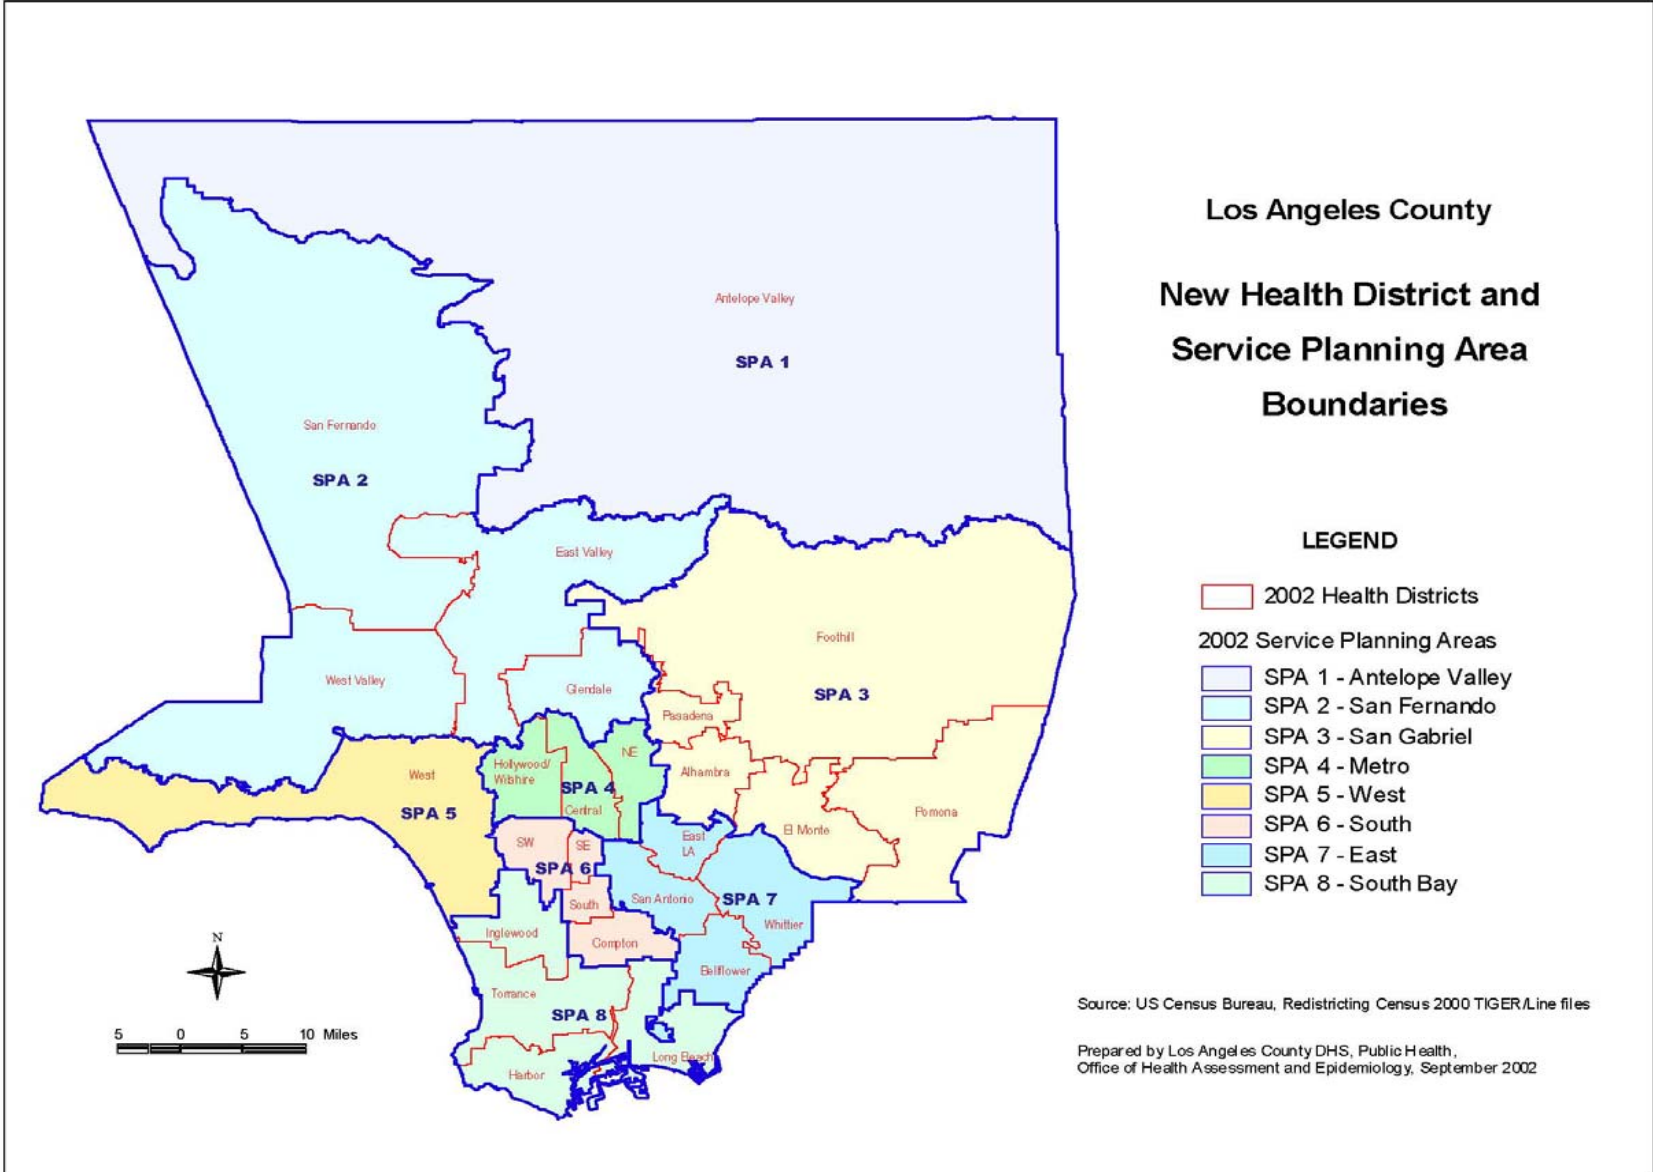 Los Angeles County
New Health District and
Service Planning Area
Boundaries
Antelope Valley
SPA 1
San Fernando
SPA 2
East Valley
Foothill
SPA 3
West Valley
Glendale
Pasadena
NE
Hollywood/
Wilshire
SPA 4
Central
West
SPA 5
Alhambra
El Monte
Pomona
SW
SE
SPA 6
East
LA
South
San Antonio
SPA 7
Whittier
Inglewood
Compton
Bellflower
Torrance
SPA 8
Long Beach
Harbor
N
5 0 5 10 Miles
LEGEND
2002 Health Districts
2002 Service Planning Areas
SPA 1 - Antelope Valley
SPA 2 - San Fernando
SPA 3 - San Gabriel
SPA 4 - Metro
SPA 5 - West
SPA 6 - South
SPA 7 - East
SPA 8 - South Bay
Source: US Census Bureau, Redistricting Census 2000 TIGER/Line files
Prepared by Los Angeles County DHS, Public Health,
Office of Health Assessment and Epidemiology, September 2002